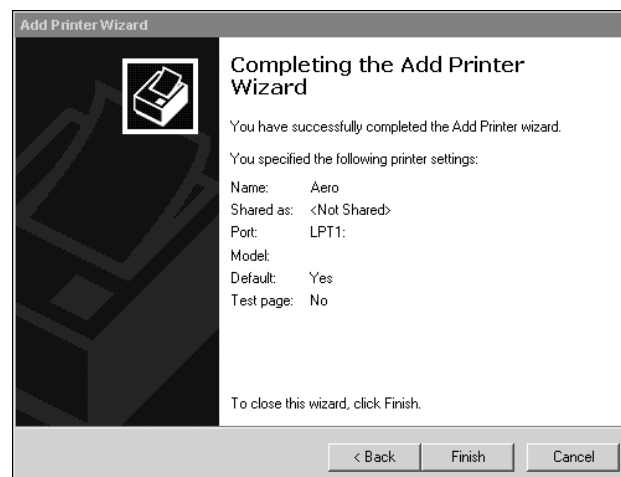 Add Printer Wizard
Completing the Add Printer
Wizard
You have successfully completed the Add Printer wizard.
You specified the following printer settings:
Name: Aero
Shared as: <Not Shared>
Port: LPT1:
Model:
Default: Yes
Test page: No
To close this wizard, click Finish.
< Back Finish Cancel